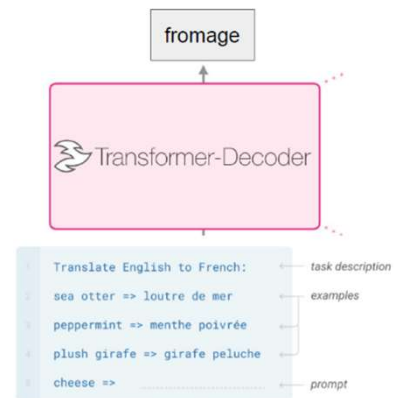 fromage
Transformer-Decoder
1 Translate English to French: task description
2 sea otter => loutre de mer examples
3 peppermint => menthe poivrée
4 plush girafe => girafe peluche
5 cheese => prompt